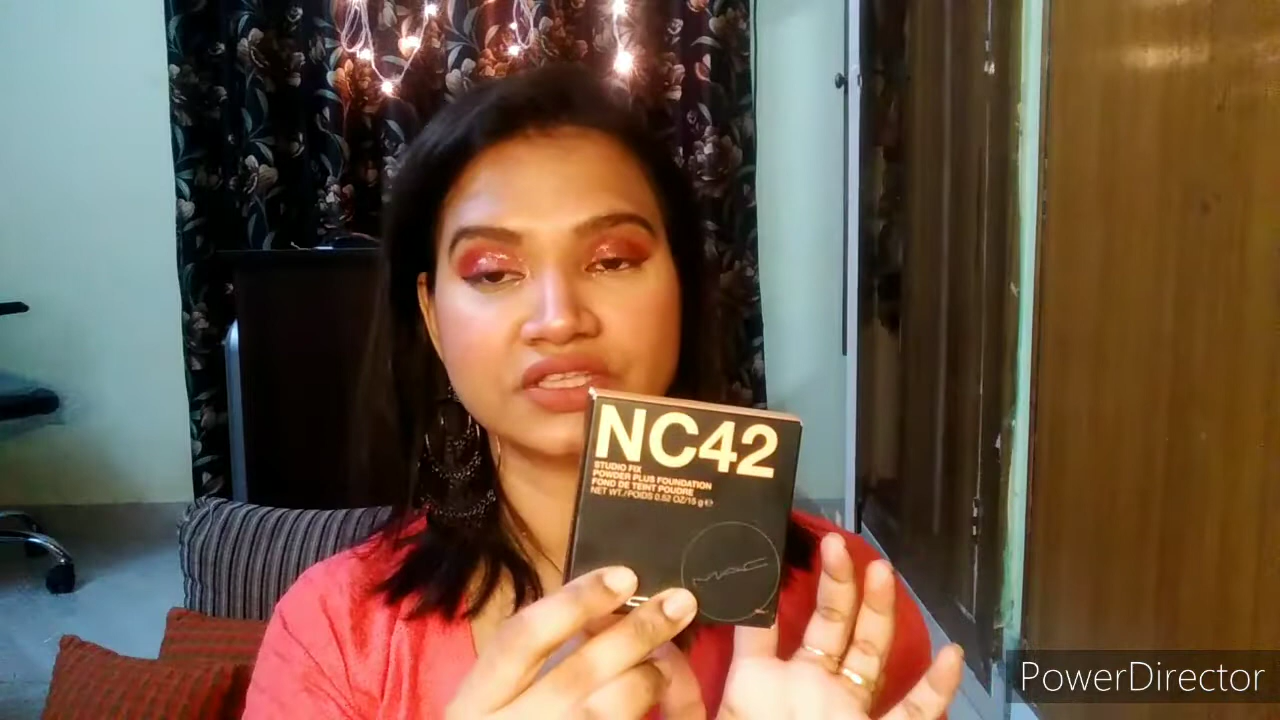 NC42
STUDIO FIX
POWDER PLUS FOUNDATION
FOND DE TEINT POUDRE
NET WT./POIDS 0.52 OZ/15 g ℮
MAC
PowerDirector